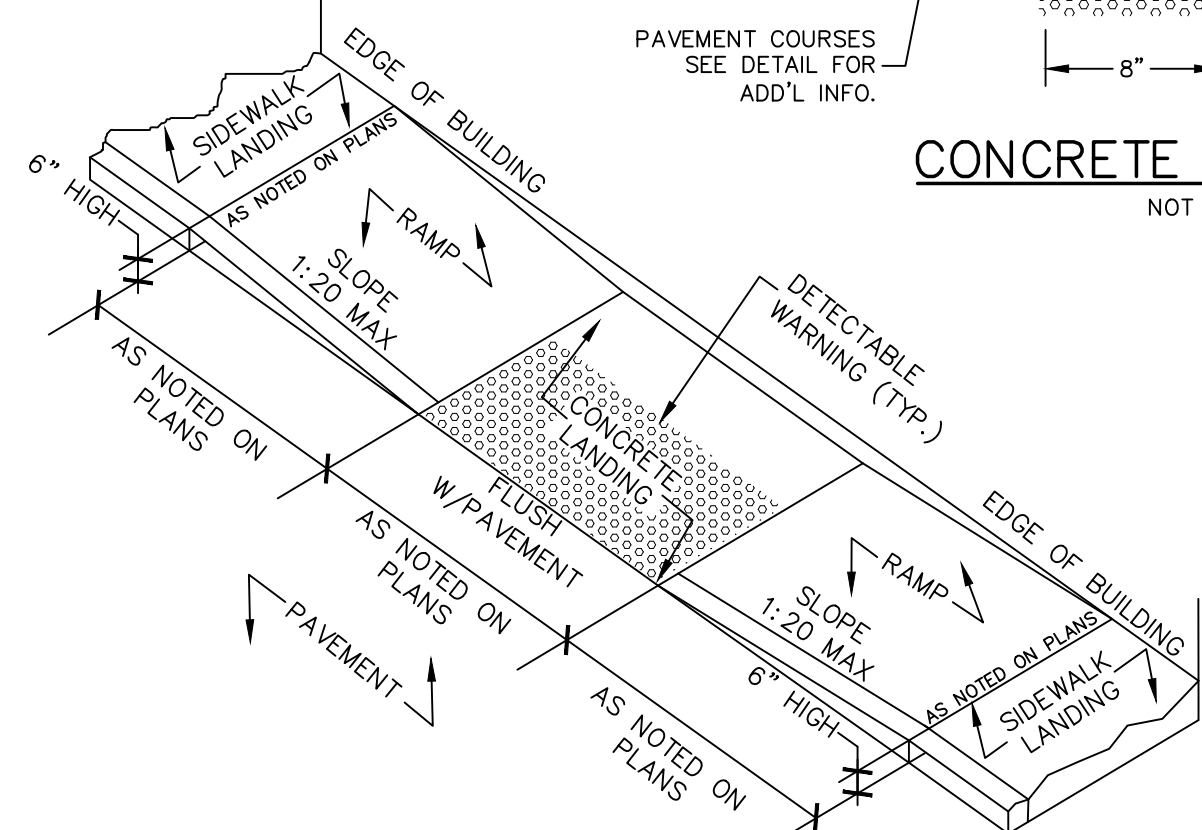 PAVEMENT COURSES
SEE DETAIL FOR
ADD'L INFO.
8"
CONCRETE
NOT
EDGE OF BUILDING
SIDEWALK
LANDING
AS NOTED ON PLANS
6" HIGH
RAMP
SLOPE
1:20 MAX
DETECTABLE
WARNING (TYP.)
CONCRETE
LANDING
FLUSH
W/PAVEMENT
AS NOTED ON
PLANS
AS NOTED ON
PLANS
PAVEMENT
EDGE OF BUILDING
RAMP
SLOPE
1:20 MAX
AS NOTED ON PLANS
SIDEWALK
LANDING
6" HIGH
AS NOTED ON
PLANS